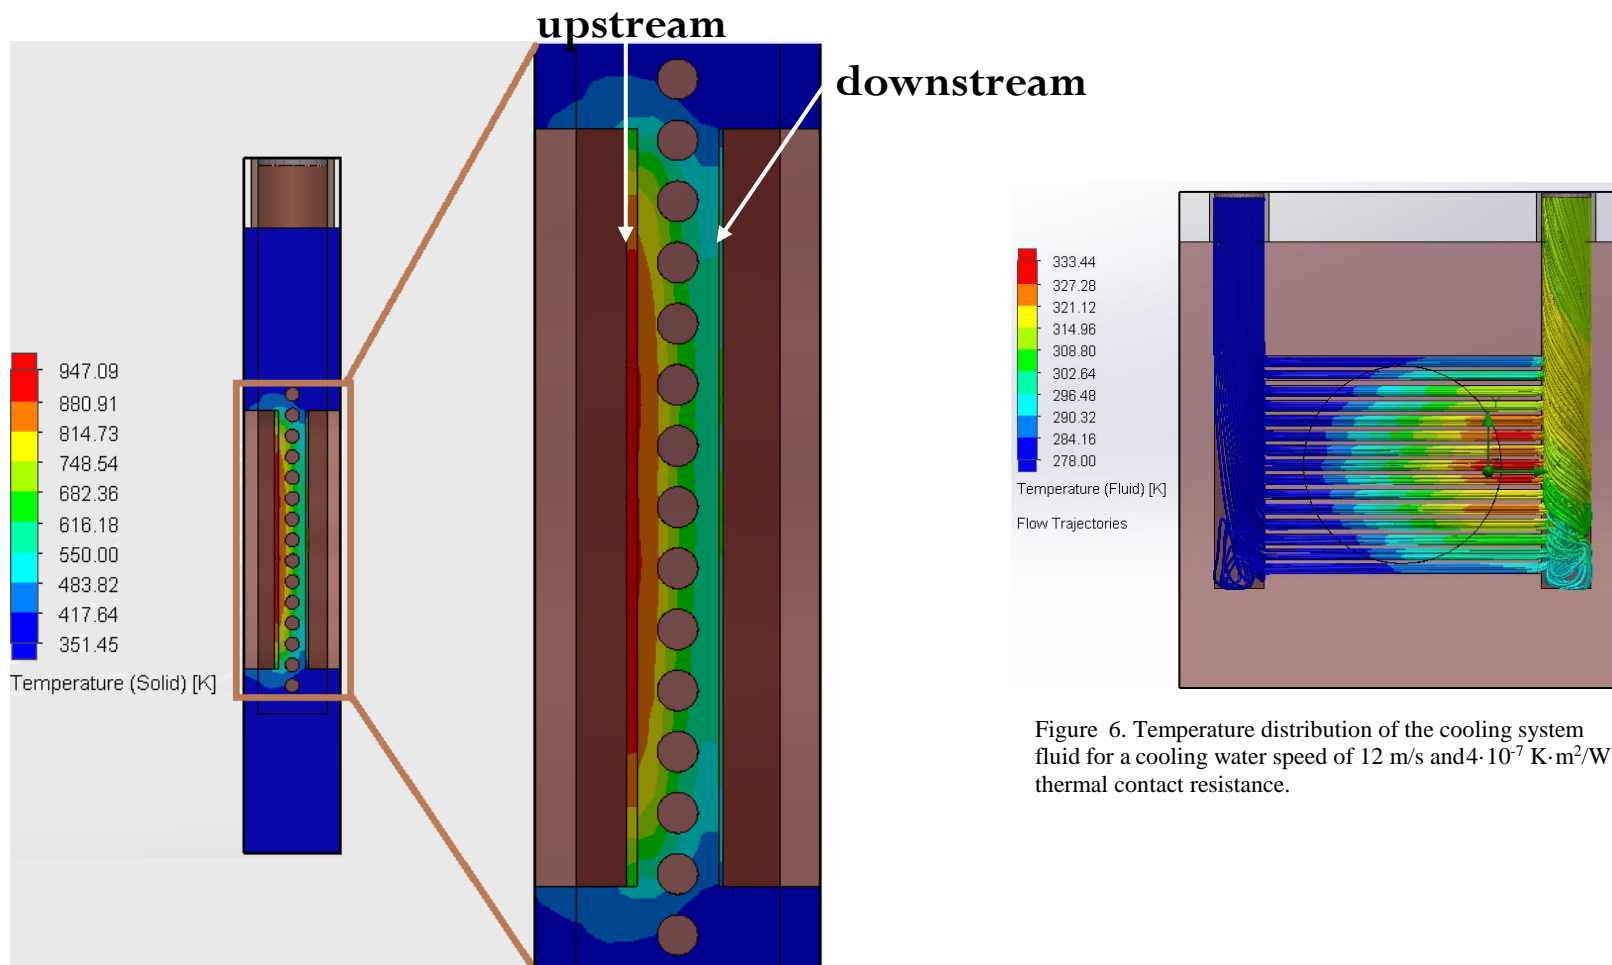 upstream
downstream
947.09
880.91
814.73
748.54
682.36
616.18
550.00
483.82
417.64
351.45
Temperature (Solid) [K]
333.44
327.28
321.12
314.96
308.80
302.64
296.48
290.32
284.16
278.00
Temperature (Fluid) [K]
Flow Trajectories
Figure 6. Temperature distribution of the cooling system
fluid for a cooling water speed of 12 m/s and4·10⁻⁷ K·m²/W
thermal contact resistance.